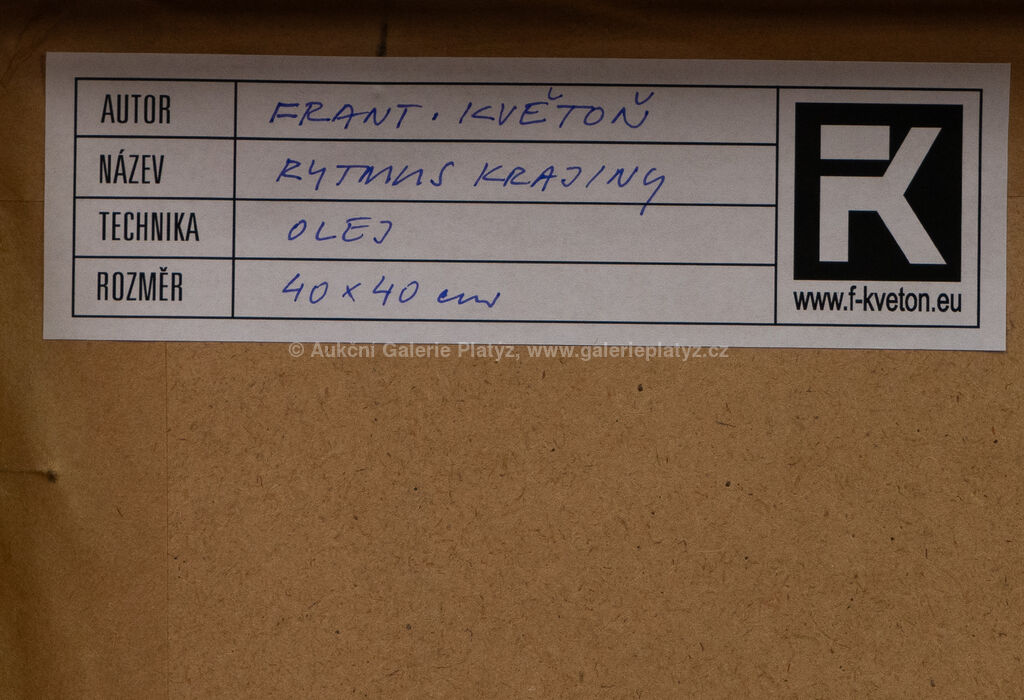 AUTOR FRANT. KVĚTOŇ
NÁZEV RYTMUS KRAJINY
TECHNIKA OLEJ
ROZMĚR 40 x 40 cm
FK
www.f-kveton.eu
© Aukční Galerie Platýz, www.galerieplatyz.cz